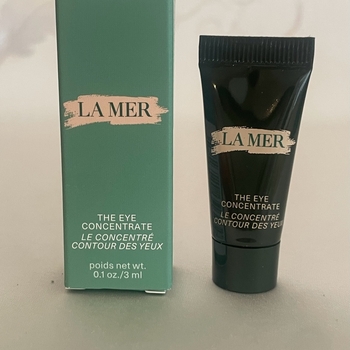 LA MER
THE EYE
CONCENTRATE
LE CONCENTRÉ
CONTOUR DES YEUX
poids net wt.
0.1 oz./3 ml
LA MER
THE EYE
CONCENTRATE
LE CONCENTRÉ
CONTOUR DES YEUX